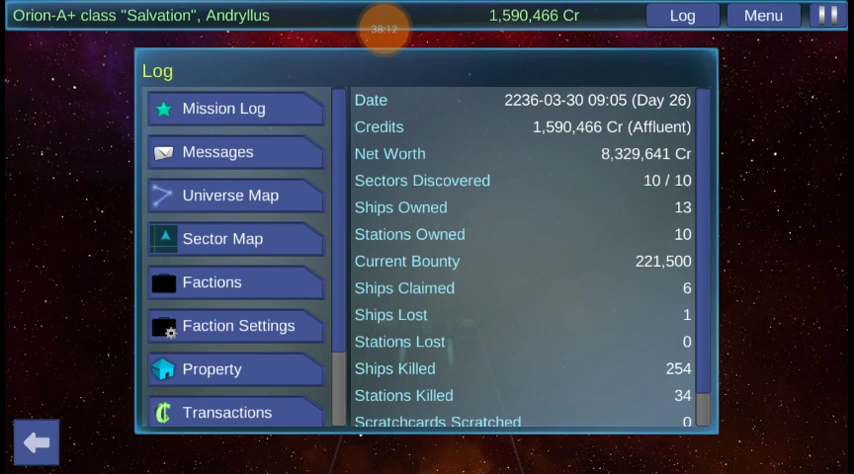 Orion-A+ class "Salvation", Andryllus
1,590,466 Cr
Log
Menu
38:12
Log
Mission Log
Messages
Universe Map
Sector Map
Factions
Faction Settings
Property
Transactions
Date 2236-03-30 09:05 (Day 26)
Credits 1,590,466 Cr (Affluent)
Net Worth 8,329,641 Cr
Sectors Discovered 10 / 10
Ships Owned 13
Stations Owned 10
Current Bounty 221,500
Ships Claimed 6
Ships Lost 1
Stations Lost 0
Ships Killed 254
Stations Killed 34
Scratchcards Scratched 0